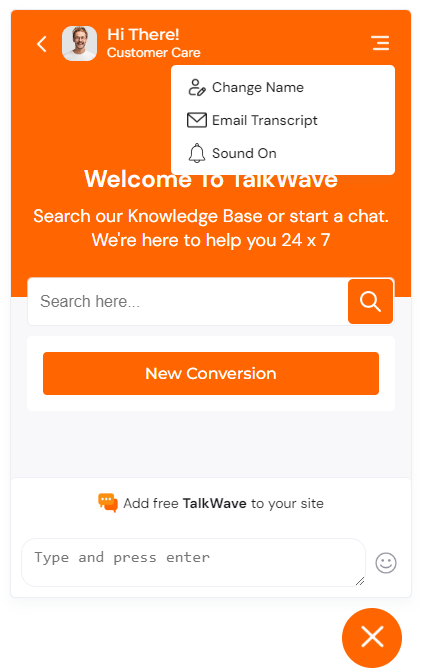 Hi There!
Customer Care
Change Name
Email Transcript
Sound On
Welcome To TalkWave
Search our Knowledge Base or start a chat.
We're here to help you 24 x 7
Search here...
New Conversion
Add free TalkWave to your site
Type and press enter